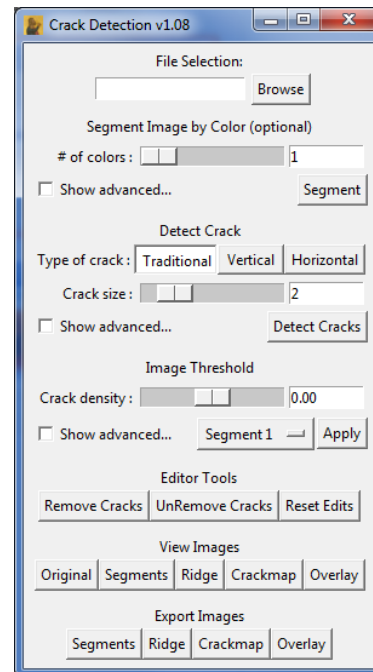 Crack Detection v1.08
File Selection:
Browse
Segment Image by Color (optional)
# of colors : 1
Show advanced... Segment
Detect Crack
Type of crack : Traditional Vertical Horizontal
Crack size : 2
Show advanced... Detect Cracks
Image Threshold
Crack density : 0.00
Show advanced... Segment 1 Apply
Editor Tools
Remove Cracks UnRemove Cracks Reset Edits
View Images
Original Segments Ridge Crackmap Overlay
Export Images
Segments Ridge Crackmap Overlay